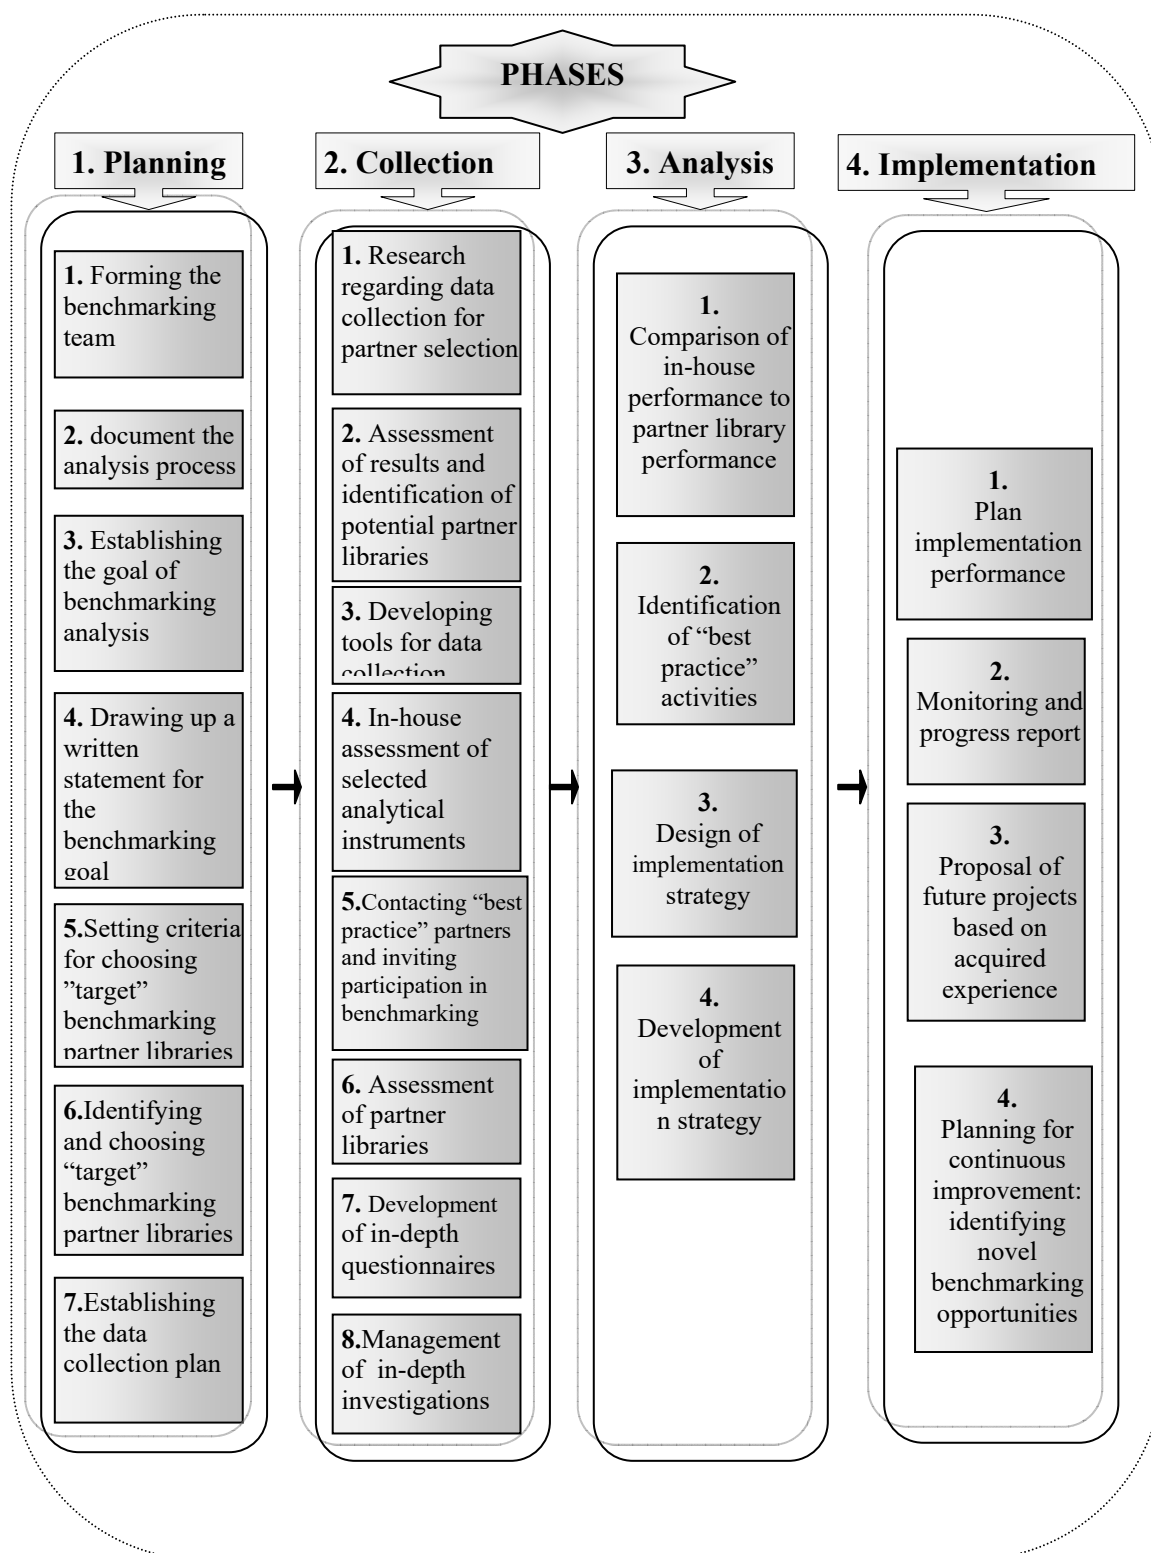 PHASES
1. Planning
1. Forming the
benchmarking
team
2. document the
analysis process
3. Establishing
the goal of
benchmarking
analysis
4. Drawing up a
written
statement for
the
benchmarking
goal
5.Setting criteria
for choosing
”target”
benchmarking
partner libraries
6.Identifying
and choosing
“target”
benchmarking
partner libraries
7.Establishing
the data
collection plan
2. Collection
1. Research
regarding data
collection for
partner selection
2. Assessment
of results and
identification of
potential partner
libraries
3. Developing
tools for data
collection
4. In-house
assessment of
selected
analytical
instruments
5.Contacting “best
practice” partners
and inviting
participation in
benchmarking
6. Assessment
of partner
libraries
7. Development
of in-depth
questionnaires
8.Management
of in-depth
investigations
3. Analysis
1.
Comparison of
in-house
performance to
partner library
performance
2.
Identification
of “best
practice”
activities
3.
Design of
implementation
strategy
4.
Development
of
implementatio
n strategy
4. Implementation
1.
Plan
implementation
performance
2.
Monitoring and
progress report
3.
Proposal of
future projects
based on
acquired
experience
4.
Planning for
continuous
improvement:
identifying
novel
benchmarking
opportunities